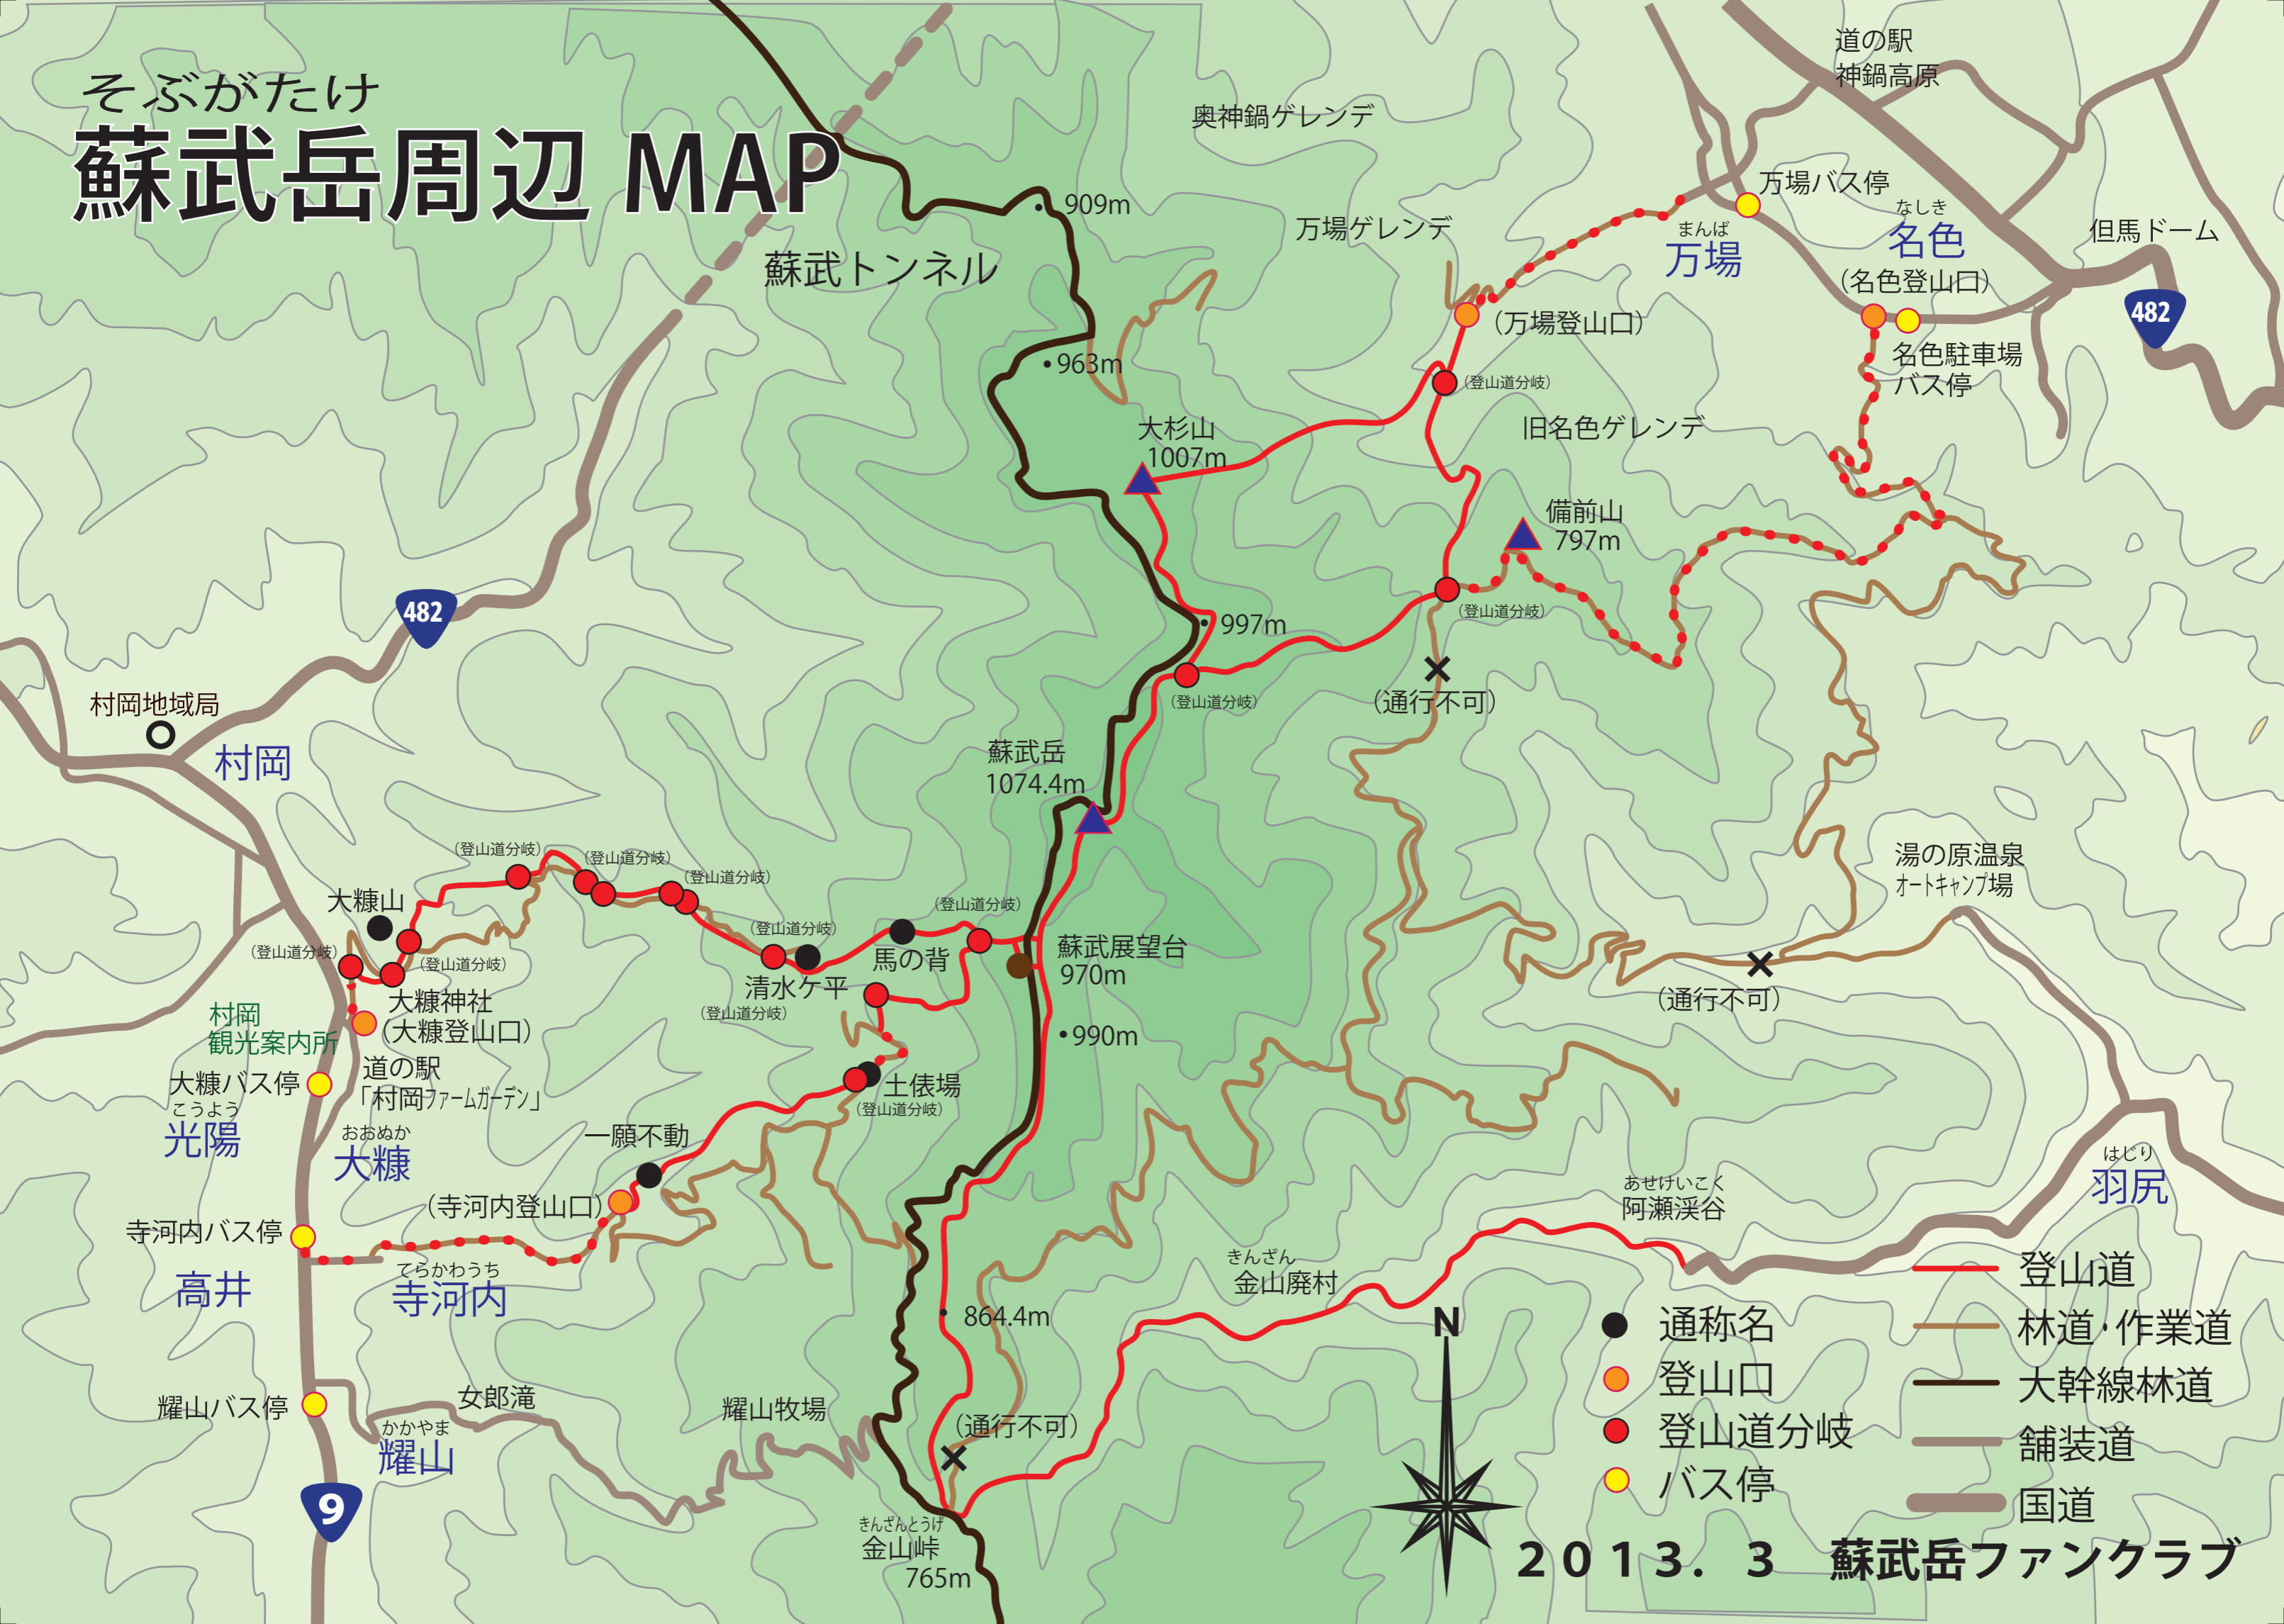 そぶがたけ
蘇武岳周辺 MAP
道の駅
神鍋高原
奥神鍋ゲレンデ
万場バス停
909m
万場ゲレンデ
まんば
万場
なしき
名色
(名色登山口)
但馬ドーム
482
蘇武トンネル
(万場登山口)
名色駐車場
バス停
963m
(登山道分岐)
大杉山
1007m
旧名色ゲレンデ
備前山
797m
482
997m
(登山道分岐)
村岡地域局
(登山道分岐)
(通行不可)
村岡
蘇武岳
1074.4m
(登山道分岐)
(登山道分岐)
(登山道分岐)
湯の原温泉
オートキャンプ場
大糠山
(登山道分岐)
(登山道分岐)
馬の背
蘇武展望台
970m
(登山道分岐)
(登山道分岐)
清水ケ平
(登山道分岐)
大糠神社
(大糠登山口)
(通行不可)
村岡
観光案内所
990m
道の駅
「村岡ファームガーデン」
大糠バス停
土俵場
(登山道分岐)
こうよう
光陽
おおぬか
大糠
一願不動
はじり
羽尻
あせけいこく
阿瀬渓谷
(寺河内登山口)
寺河内バス停
高井
てらかわうち
寺河内
きんざん
金山廃村
864.4m
耀山バス停
女郎滝
かかやま
耀山
耀山牧場
(通行不可)
9
きんざんとうげ
金山峠
765m
N
通称名
登山口
登山道分岐
バス停
登山道
林道・作業道
大幹線林道
舗装道
国道
2013. 3 蘇武岳ファンクラブ